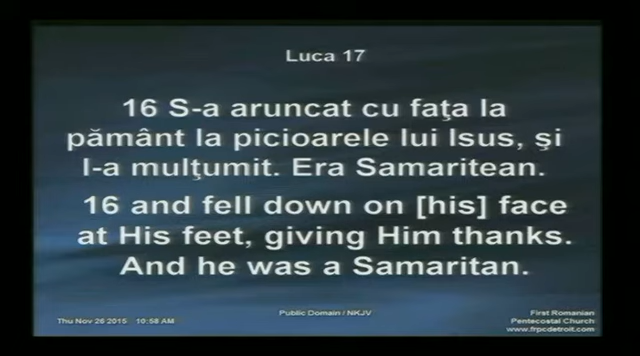 Luca 17
16 S-a aruncat cu faţa la
pământ la picioarele lui Isus, şi
l-a mulţumit. Era Samaritean.
16 and fell down on [his] face
at His feet, giving Him thanks.
And he was a Samaritan.
Public Domain / NKJV
First Romanian
Thu Nov 26 2015 10:58 AM
Pentecostal Church
www.frpcdetroit.com